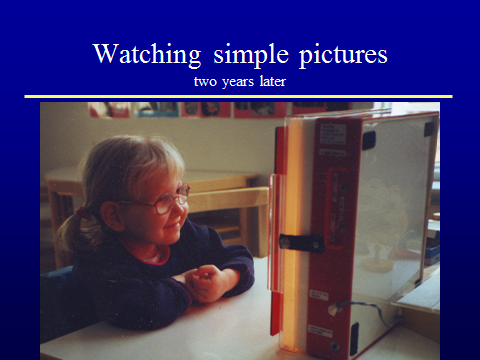 Watching simple pictures
two years later